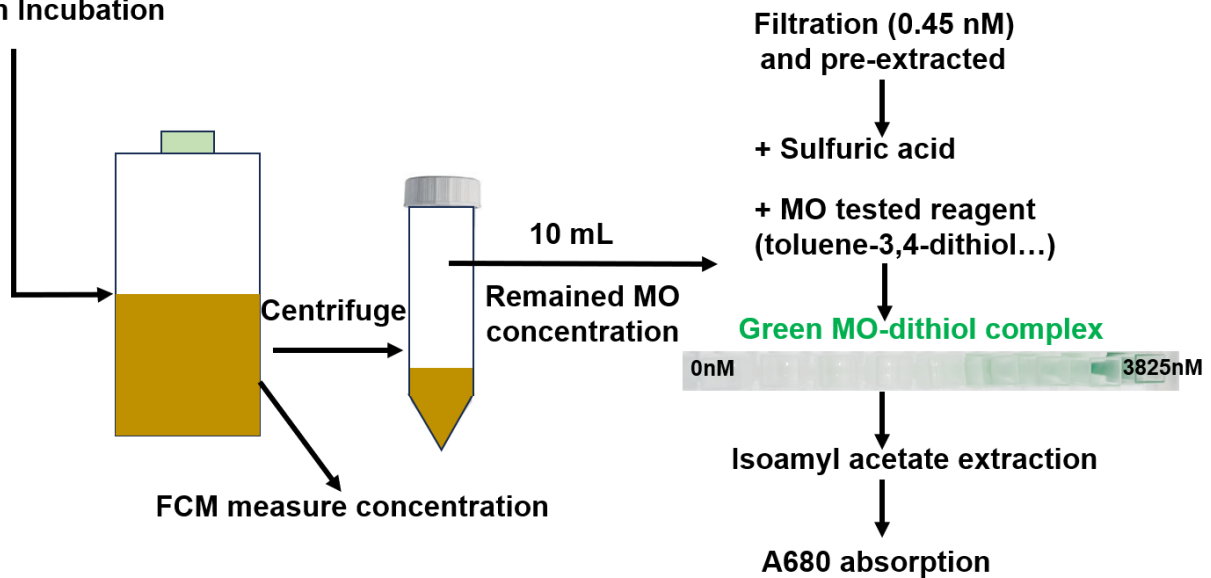 n Incubation
Centrifuge
FCM measure concentration
10 mL
Remained MO
concentration
Filtration (0.45 nM)
and pre-extracted
+ Sulfuric acid
+ MO tested reagent
(toluene-3,4-dithiol…)
Green MO-dithiol complex
0nM
3825nM
Isoamyl acetate extraction
A680 absorption